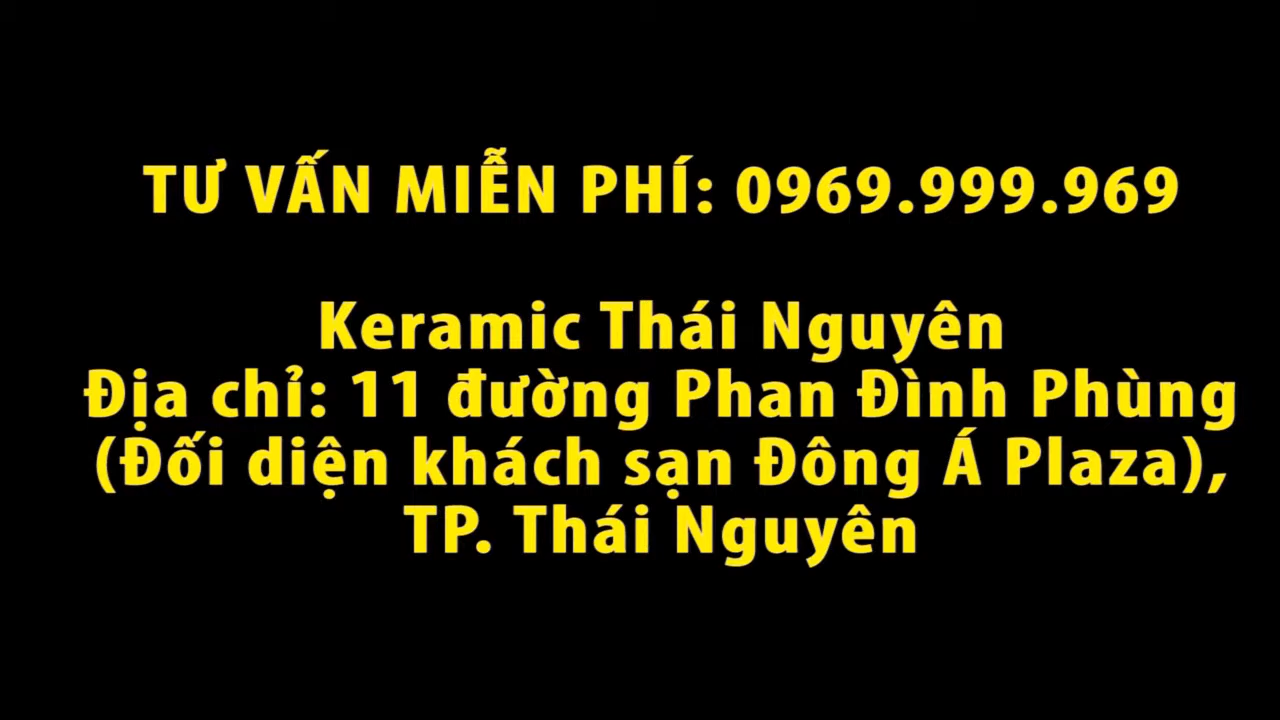 TƯ VẤN MIỄN PHÍ: 0969.999.969
Keramic Thái Nguyên
Địa chỉ: 11 đường Phan Đình Phùng
(Đối diện khách sạn Đông Á Plaza),
TP. Thái Nguyên